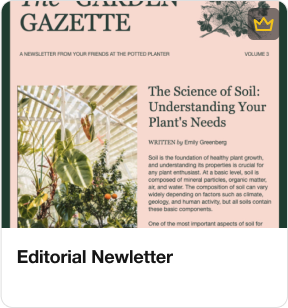 The GARDEN
GAZETTE
A NEWSLETTER FROM YOUR FRIENDS AT THE POTTED PLANTER
VOLUME 3
The Science of Soil:
Understanding Your
Plant's Needs
WRITTEN by Emily Greenberg
Soil is the foundation of healthy plant growth,
and understanding its properties is crucial for
any plant enthusiast. At a basic level, soil is
composed of mineral particles, organic matter,
air, and water. The composition of soil can vary
widely depending on factors such as climate,
geology, and human activity, but all soils contain
these basic components.
One of the most important aspects of soil for
Editorial Newletter